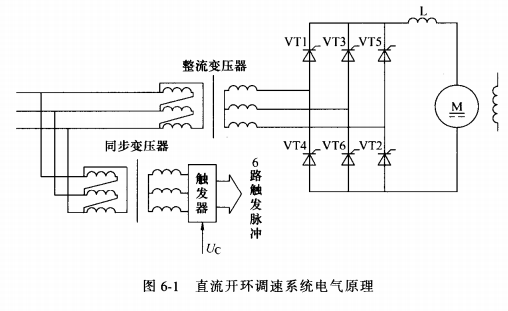 L
VT1 VT3 VT5
整流变压器
M
VT4 VT6 VT2
同步变压器
触发器
6路触发脉冲
UC
图 6-1 直流开环调速系统电气原理